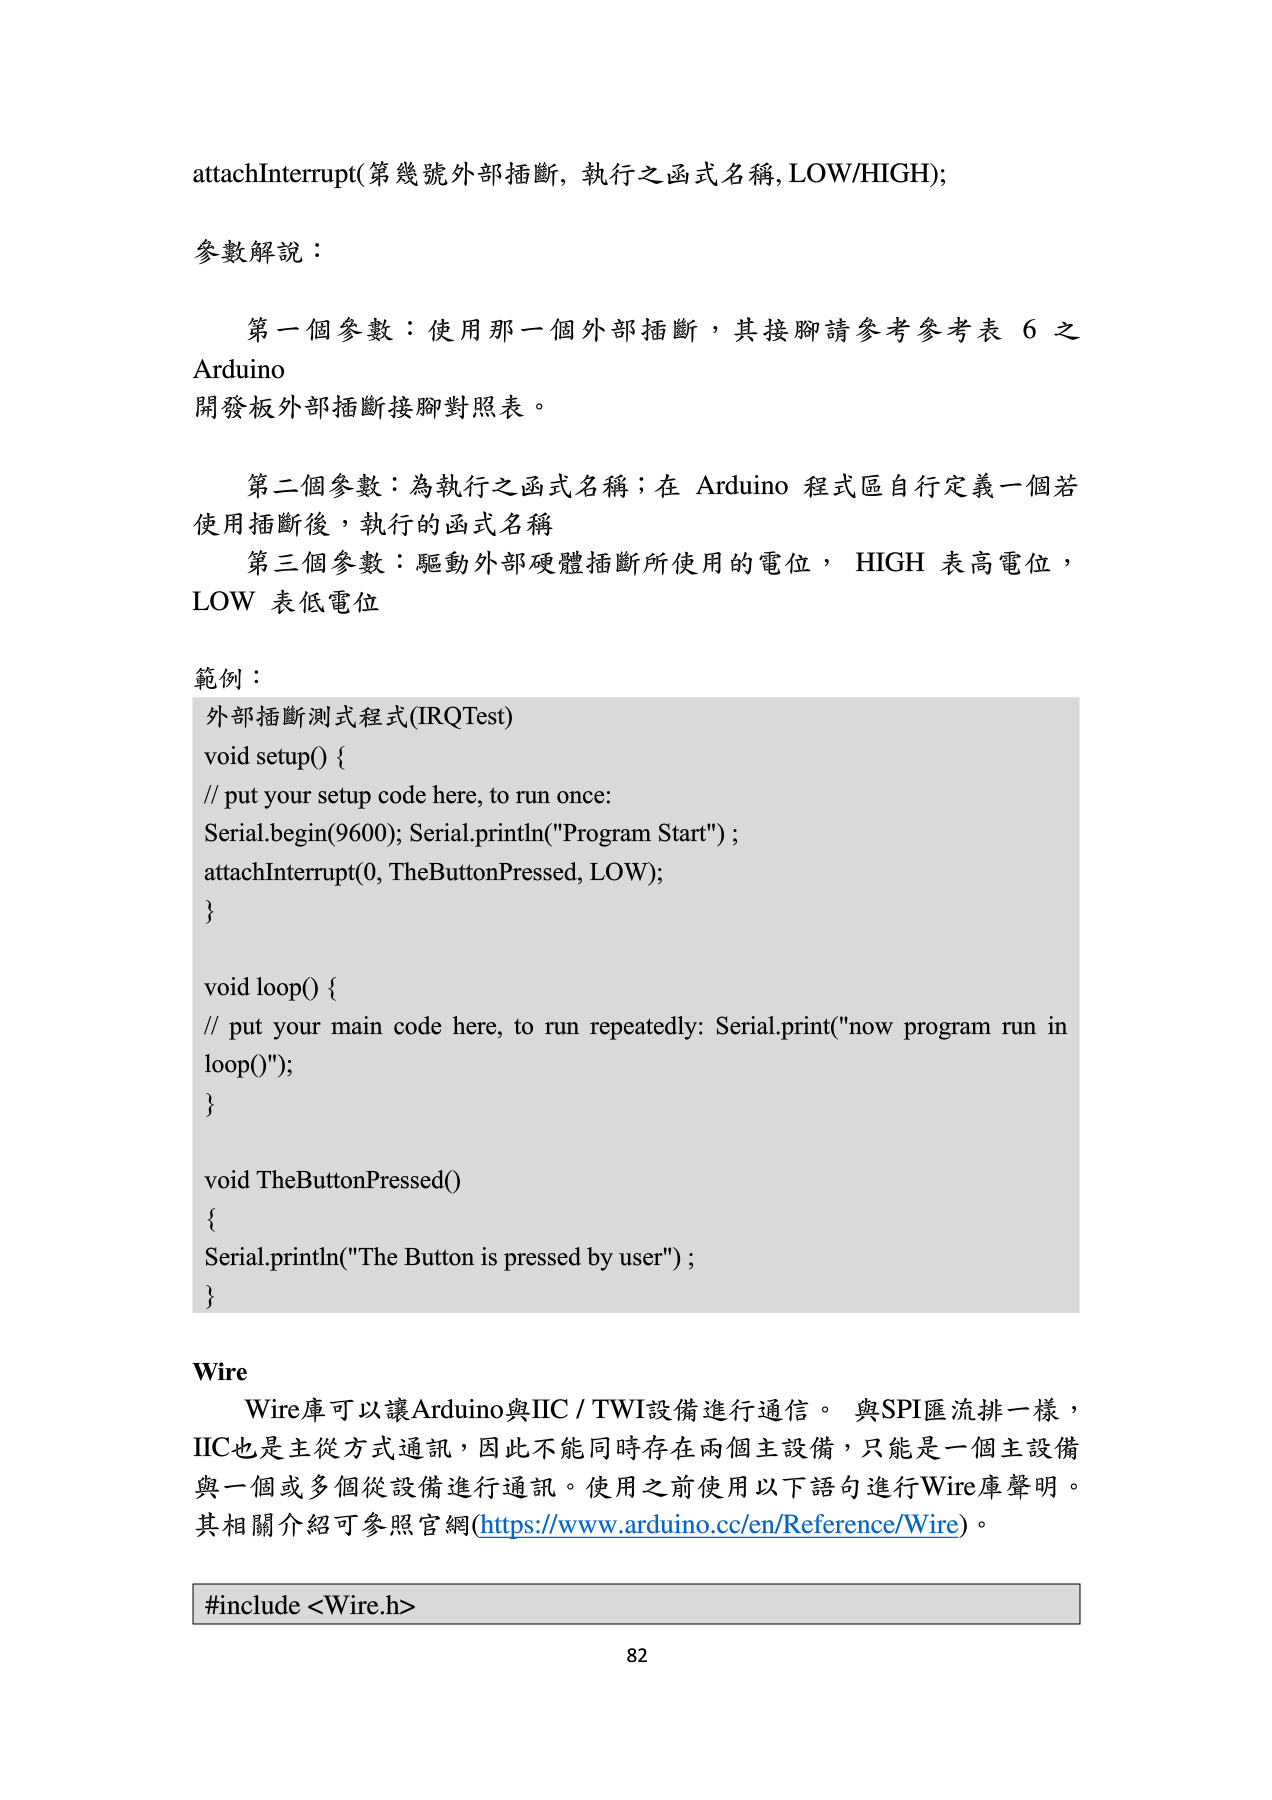 attachInterrupt(第幾號外部插斷, 執行之函式名稱, LOW/HIGH);
參數解說：
第一個參數：使用那一個外部插斷，其接腳請參考參考表 6 之
Arduino
開發板外部插斷接腳對照表。
第二個參數：為執行之函式名稱；在 Arduino 程式區自行定義一個若
使用插斷後，執行的函式名稱
第三個參數：驅動外部硬體插斷所使用的電位， HIGH 表高電位，
LOW 表低電位
範例：
外部插斷測式程式(IRQTest)
void setup() {
// put your setup code here, to run once:
Serial.begin(9600); Serial.println("Program Start") ;
attachInterrupt(0, TheButtonPressed, LOW);
}
void loop() {
// put your main code here, to run repeatedly: Serial.print("now program run in
loop()");
}
void TheButtonPressed()
{
Serial.println("The Button is pressed by user") ;
}
Wire
Wire庫可以讓Arduino與IIC / TWI設備進行通信。 與SPI匯流排一樣，
IIC也是主從方式通訊，因此不能同時存在兩個主設備，只能是一個主設備
與一個或多個從設備進行通訊。使用之前使用以下語句進行Wire庫聲明。
其相關介紹可參照官網(https://www.arduino.cc/en/Reference/Wire)。
#include <Wire.h>
82